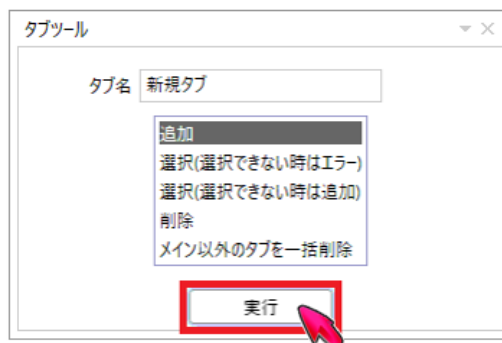 タブツール
タブ名 新規タブ
追加
選択(選択できない時はエラー)
選択(選択できない時は追加)
削除
メイン以外のタブを一括削除
実行